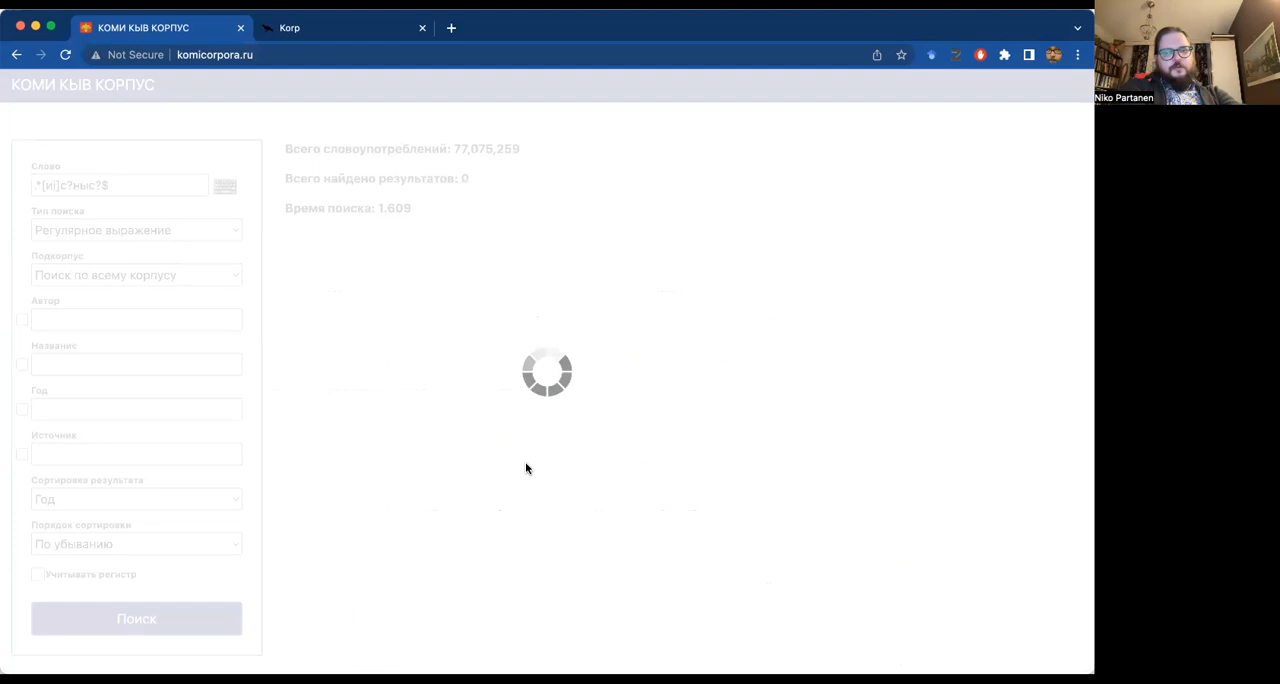 КОМИ КЫВ КОРПУС
Korp
Not Secure
komicorpora.ru
Niko Partanen
КОМИ КЫВ КОРПУС
Слово
.*[иі]с?ныс?$
Тип поиска
Регулярное выражение
Подкорпус
Поиск по всему корпусу
Автор
Название
Год
Источник
Сортировка результата
Год
Порядок сортировки
По убыванию
Учитывать регистр
Поиск
Всего словоупотреблений: 77,075,259
Всего найдено результатов: 0
Время поиска: 1.609